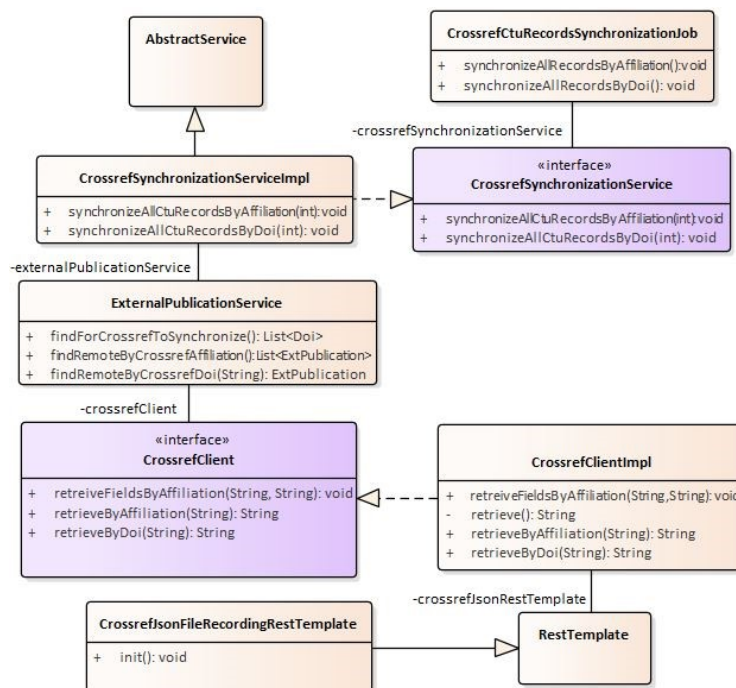 AbstractService
CrossrefCtuRecordsSynchronizationJob
+ synchronizeAllRecordsByAffiliation():void
+ synchronizeAllRecordsByDoi(): void
-crossrefSynchronizationService
CrossrefSynchronizationServiceImpl
+ synchronizeAllCtuRecordsByAffiliation(int):void
+ synchronizeAllCtuRecordsByDoi(int): void
«interface»
CrossrefSynchronizationService
+ synchronizeAllCtuRecordsByAffiliation(int):void
+ synchronizeAllCtuRecordsByDoi(int): void
-externalPublicationService
ExternalPublicationService
+ findForCrossrefToSynchronize(): List<Doi>
+ findRemoteByCrossrefAffiliation():List<ExtPublication>
+ findRemoteByCrossrefDoi(String): ExtPublication
-crossrefClient
«interface»
CrossrefClient
+ retreiveFieldsByAffiliation(String, String): void
+ retrieveByAffiliation(String): String
+ retrieveByDoi(String): String
CrossrefClientImpl
+ retreiveFieldsByAffiliation(String,String): void
- retrieve(): String
+ retrieveByAffiliation(String): String
+ retrieveByDoi(String): String
-crossrefJsonRestTemplate
CrossrefJsonFileRecordingRestTemplate
+ init(): void
RestTemplate